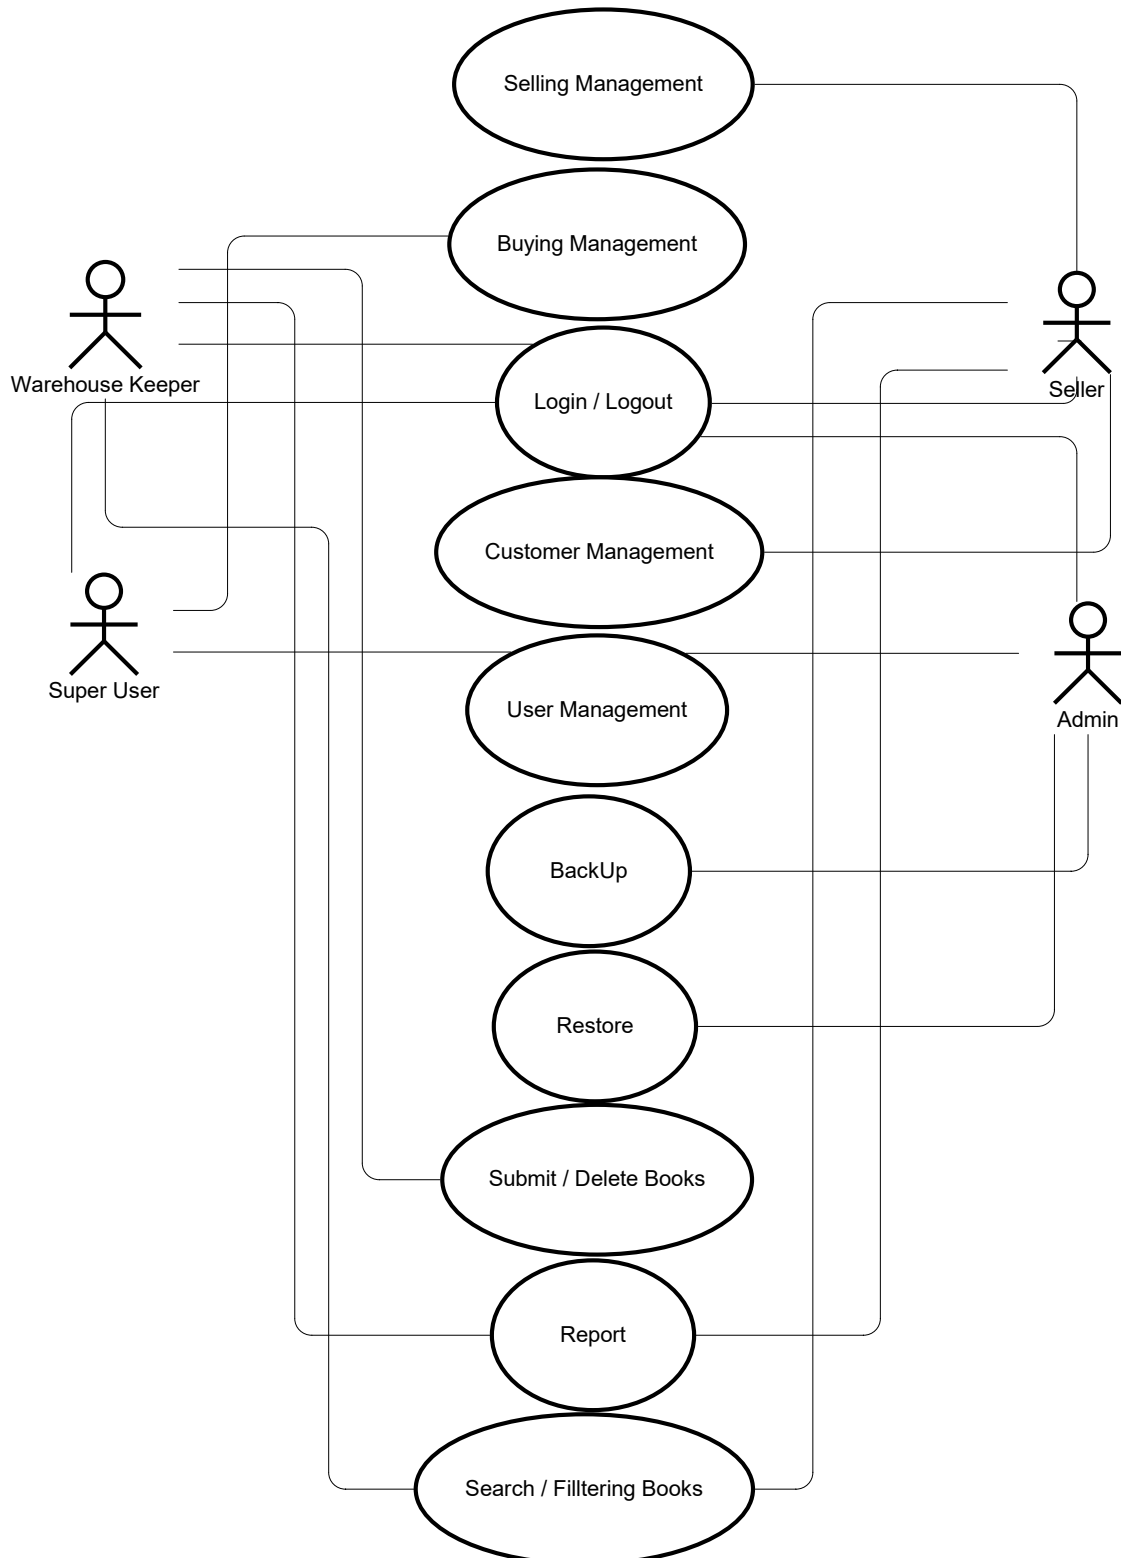 Selling Management
Buying Management
Warehouse Keeper
Login / Logout
Seller
Customer Management
Super User
User Management
Admin
BackUp
Restore
Submit / Delete Books
Report
Search / Filltering Books